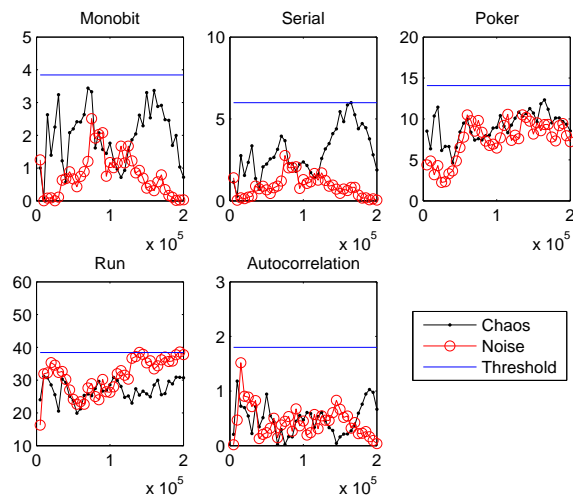 Monobit
5
4
3
2
1
0
0 1 2
x 10^5
Serial
10
5
0
0 1 2
x 10^5
Poker
20
15
10
5
0
0 1 2
x 10^5
Run
60
50
40
30
20
10
0 1 2
x 10^5
Autocorrelation
3
2
1
0
0 1 2
x 10^5
Chaos
Noise
Threshold